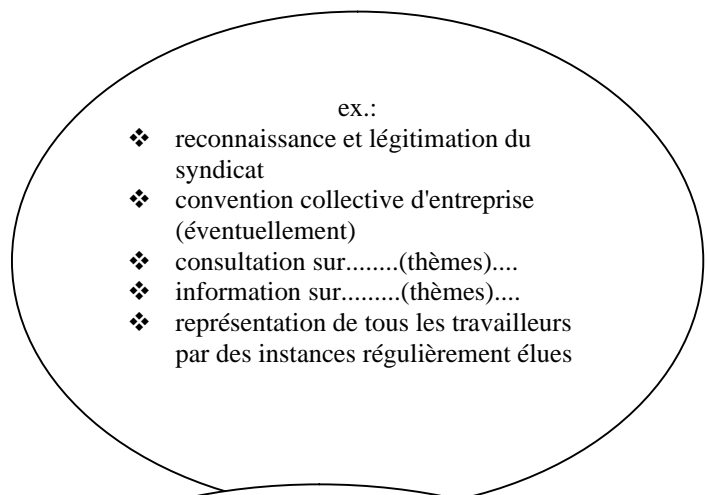 ex.:
❖ reconnaissance et légitimation du
syndicat
❖ convention collective d'entreprise
(éventuellement)
❖ consultation sur........(thèmes)....
❖ information sur.........(thèmes)....
❖ représentation de tous les travailleurs
par des instances régulièrement élues